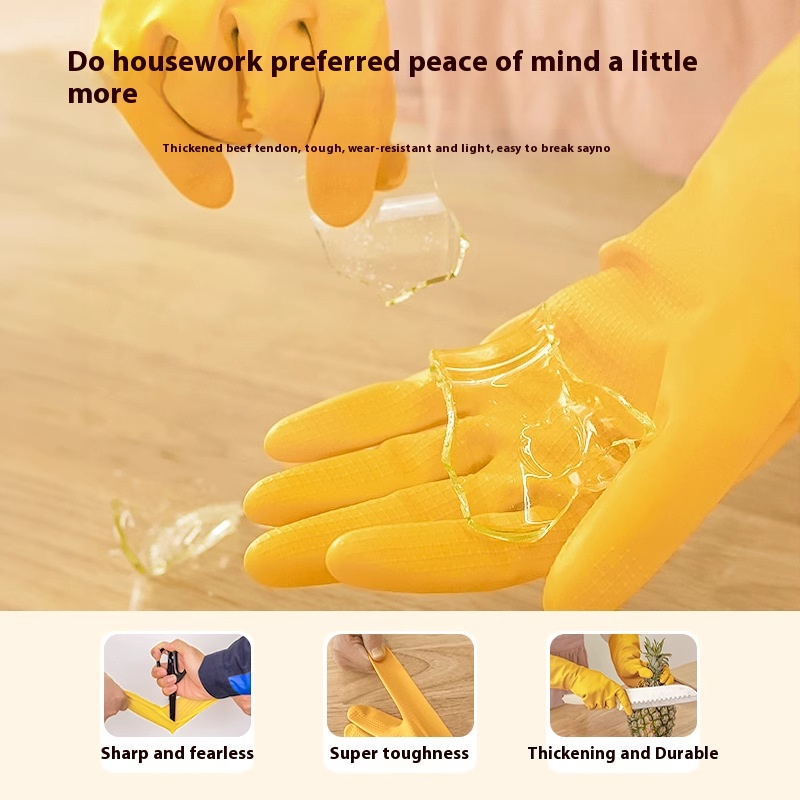 Do housework preferred peace of mind a little
more
Thickened beef tendon, tough, wear-resistant and light, easy to break sayno
Sharp and fearless
Super toughness
Thickening and Durable